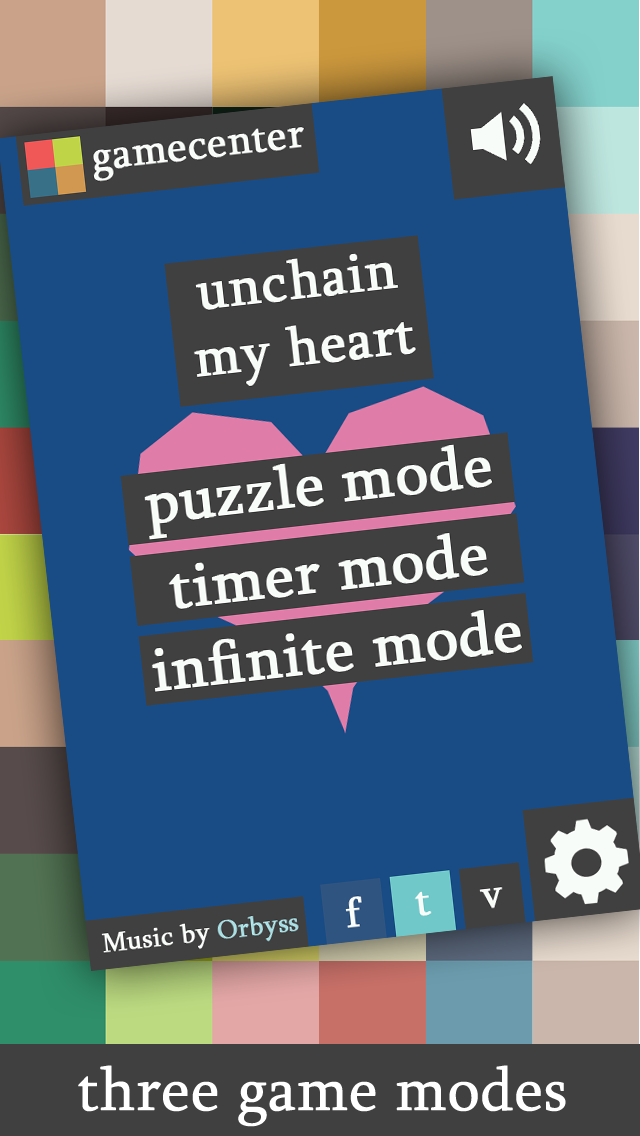 gamecenter
unchain
my heart
puzzle mode
timer mode
infinite mode
Music by Orbyss
f
t
v
three game modes